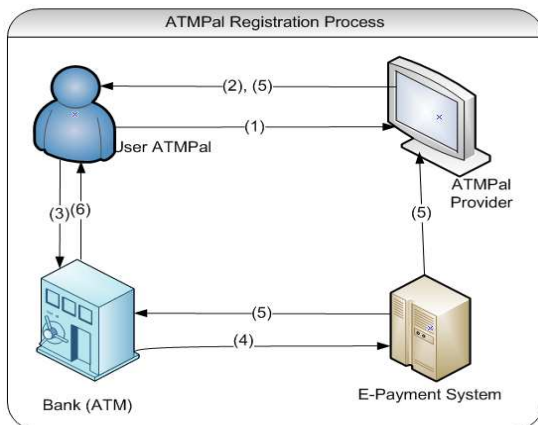 ATMPal Registration Process
(2), (5)
(1)
User ATMPal
ATMPal
Provider
(3)
(6)
(5)
(5)
(4)
Bank (ATM)
E-Payment System